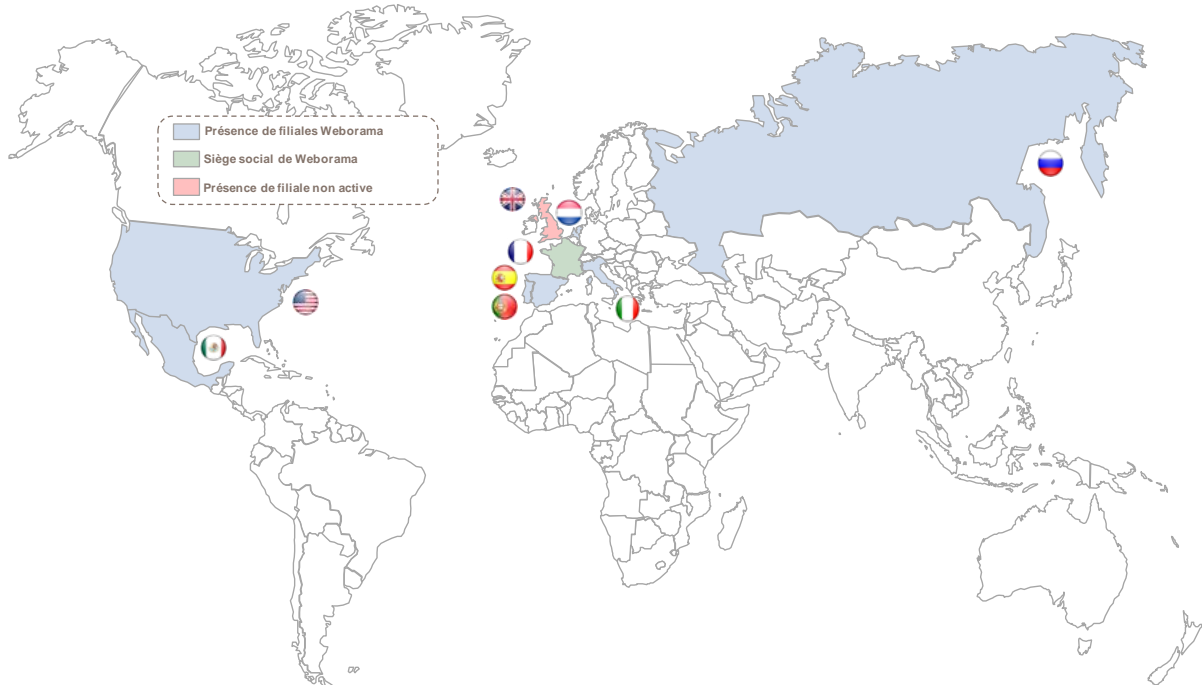 Présence de filiales Weborama
Siège social de Weborama
Présence de filiale non active